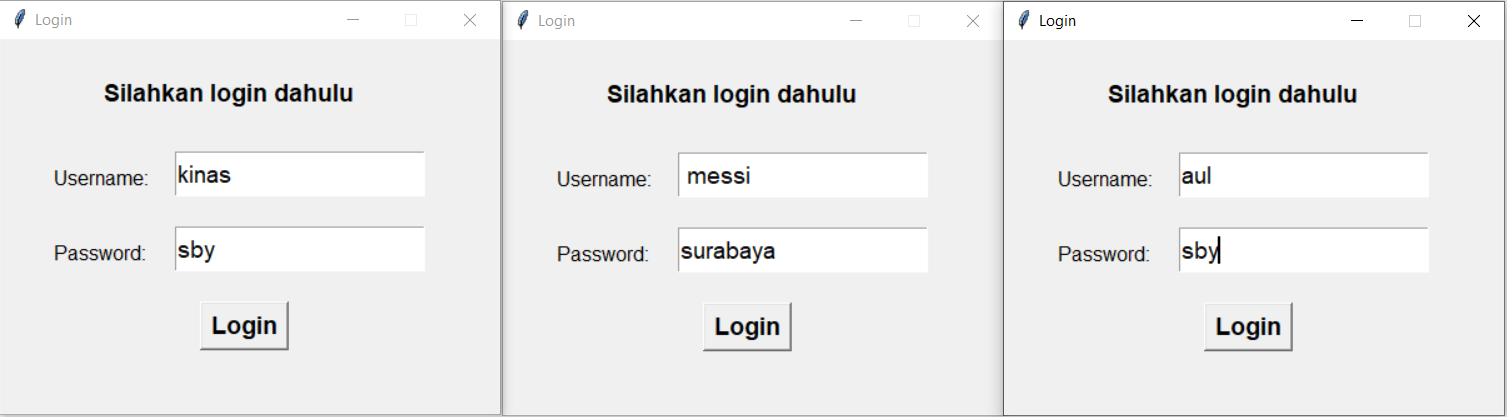 Login
Silahkan login dahulu
Username: kinas
Password: sby
Login
Login
Silahkan login dahulu
Username: messi
Password: surabaya
Login
Login
Silahkan login dahulu
Username: aul
Password: sby
Login